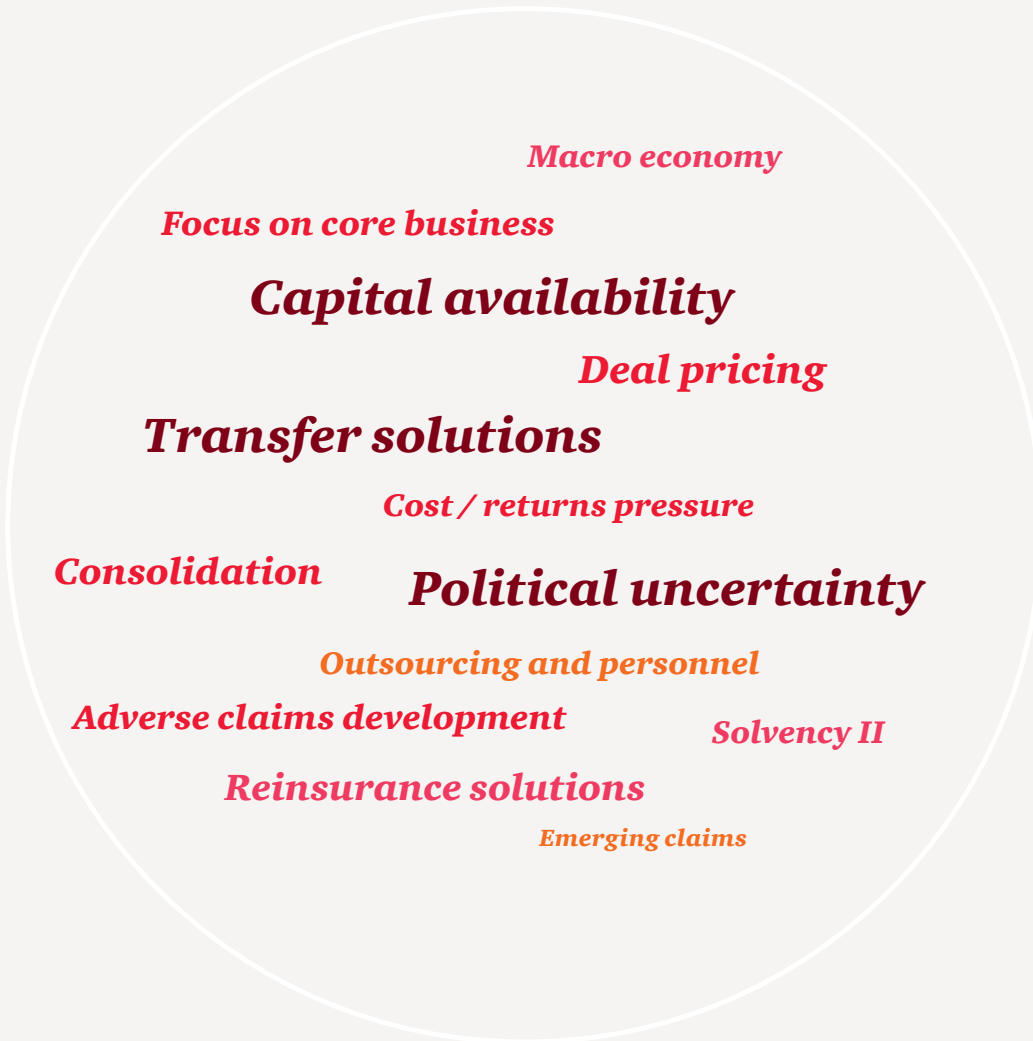 Macro economy
Focus on core business
Capital availability
Deal pricing
Transfer solutions
Cost / returns pressure
Consolidation
Political uncertainty
Outsourcing and personnel
Adverse claims development
Solvency II
Reinsurance solutions
Emerging claims